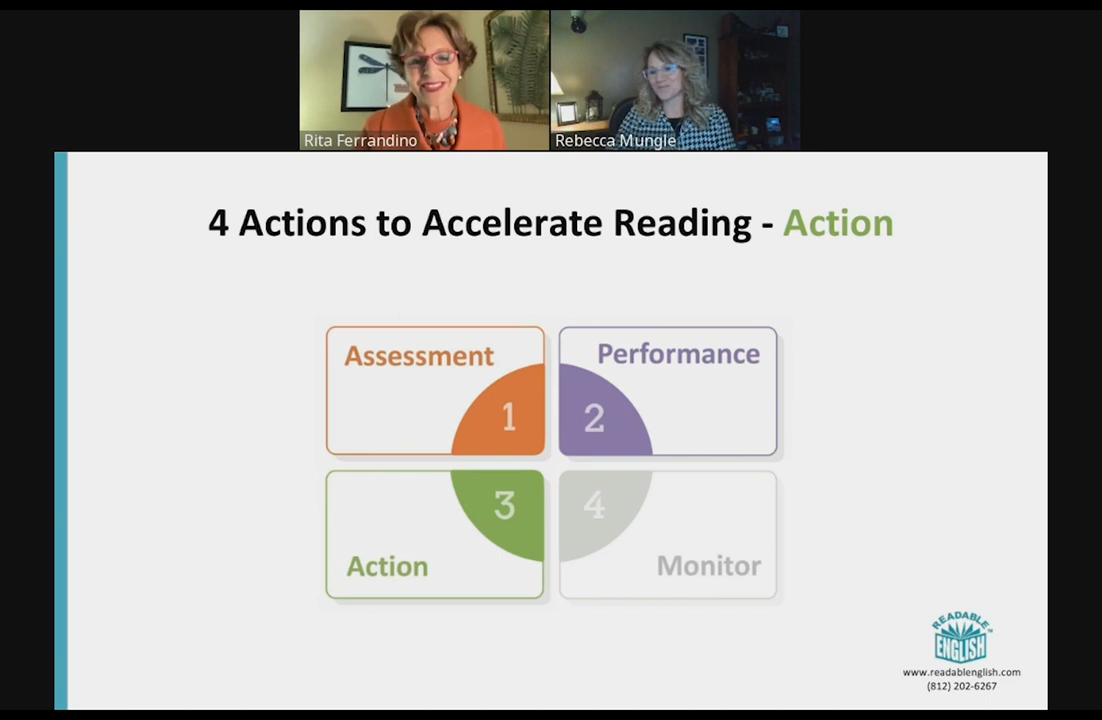 Rita Ferrandino
Rebecca Mungle
4 Actions to Accelerate Reading - Action
Assessment
1
Performance
2
3
Action
4
Monitor
READABLE
ENGLISH
www.readablenglish.com
(812) 202-6267